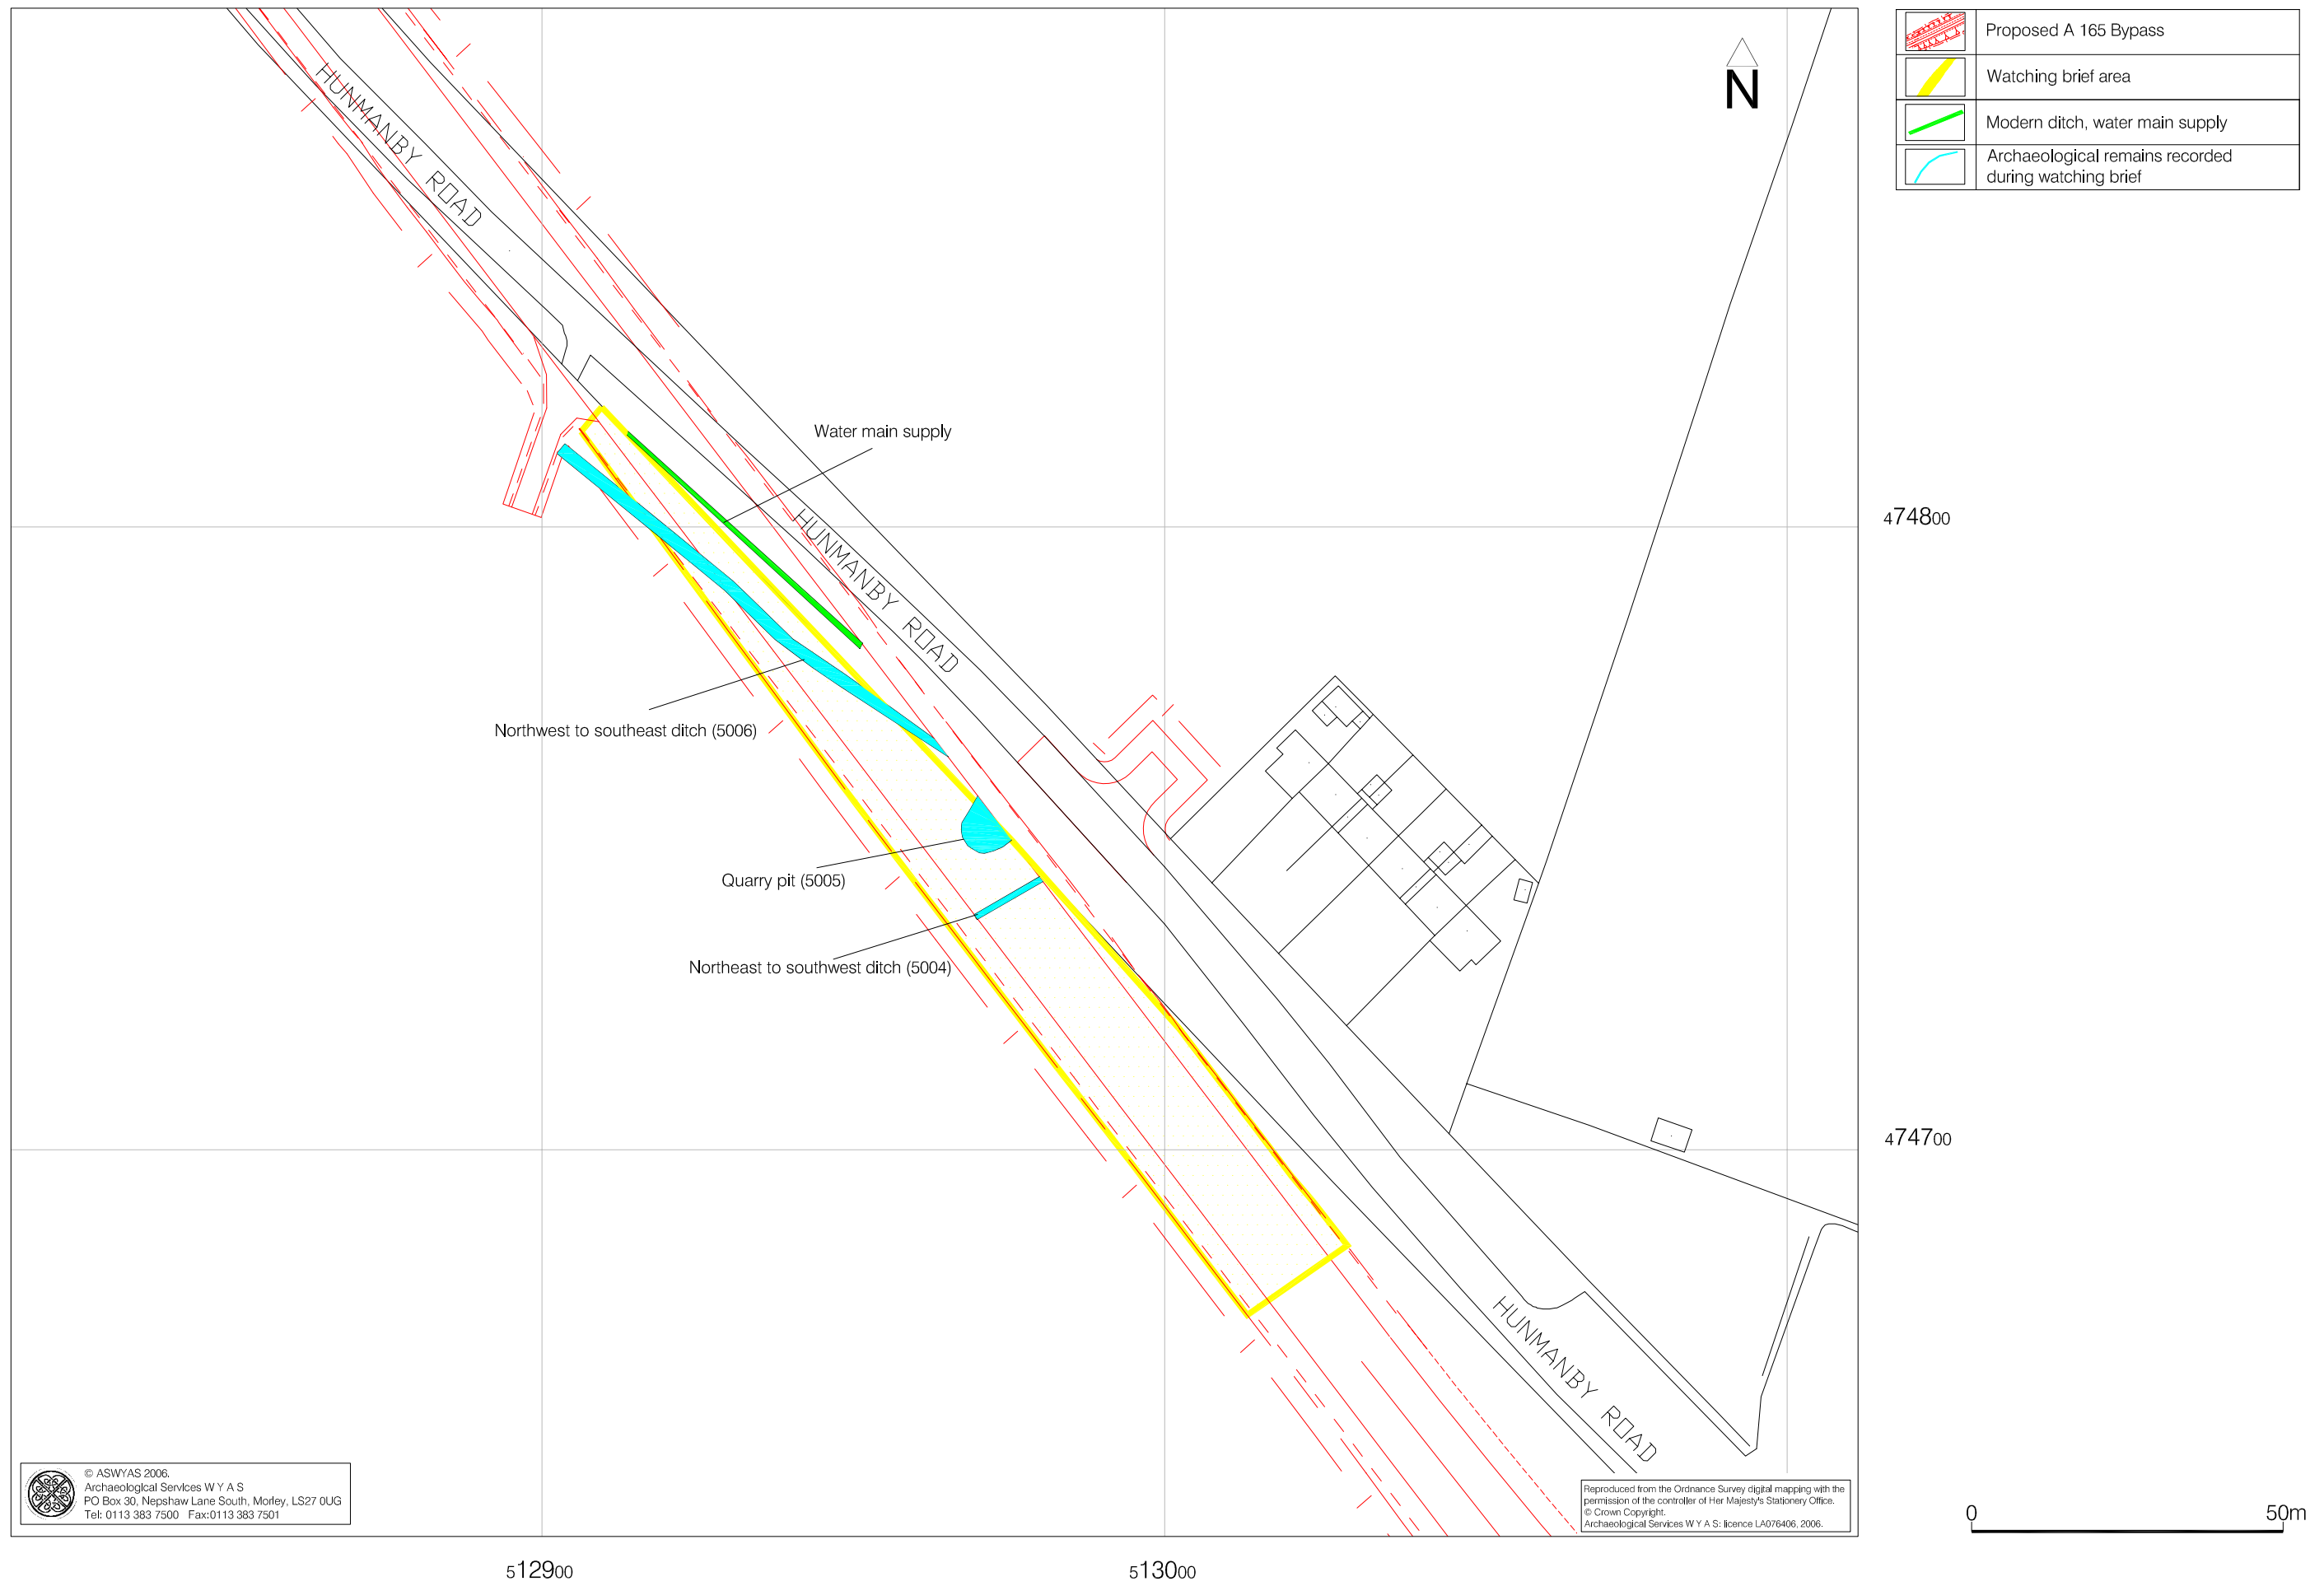 HUNMANBY ROAD
N
Proposed A 165 Bypass
Watching brief area
Modern ditch, water main supply
Archaeological remains recorded
during watching brief
Water main supply
474800
HUNMANBY ROAD
Northwest to southeast ditch (5006)
Quarry pit (5005)
Northeast to southwest ditch (5004)
474700
HUNMANBY ROAD
© ASWYAS 2006.
Archaeological Services W Y A S
PO Box 30, Nepshaw Lane South, Morley, LS27 0UG
Tel: 0113 383 7500 Fax:0113 383 7501
Reproduced from the Ordnance Survey digital mapping with the
permission of the controller of Her Majesty's Stationery Office.
© Crown Copyright.
Archaeological Services W Y A S: licence LA076406, 2006.
0 50m
512900 513000